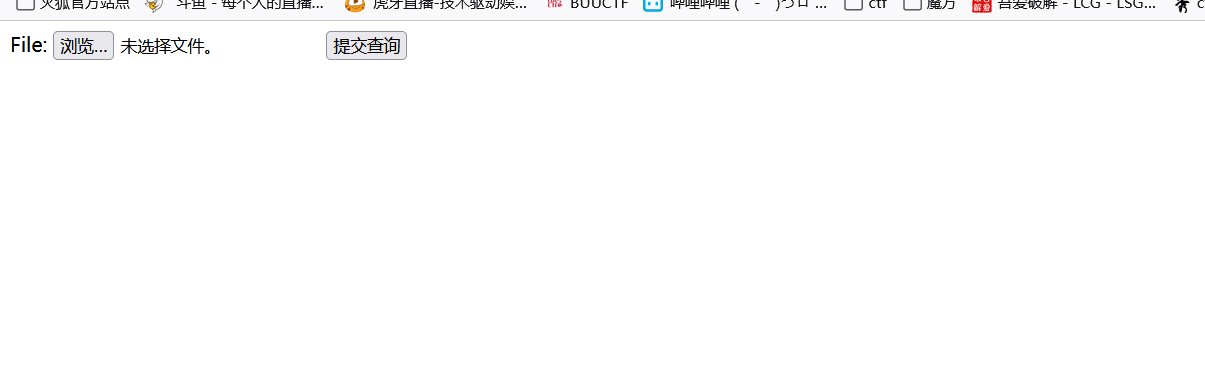 火狐官方站点 斗鱼 - 每个人的直播... 虎牙直播-技术驱动娱... BUUCTF 哔哩哔哩 ( ゜- ゜)つロ ... ctf 魔方 吾爱破解 - LCG - LSG... c
File: 浏览... 未选择文件。 提交查询